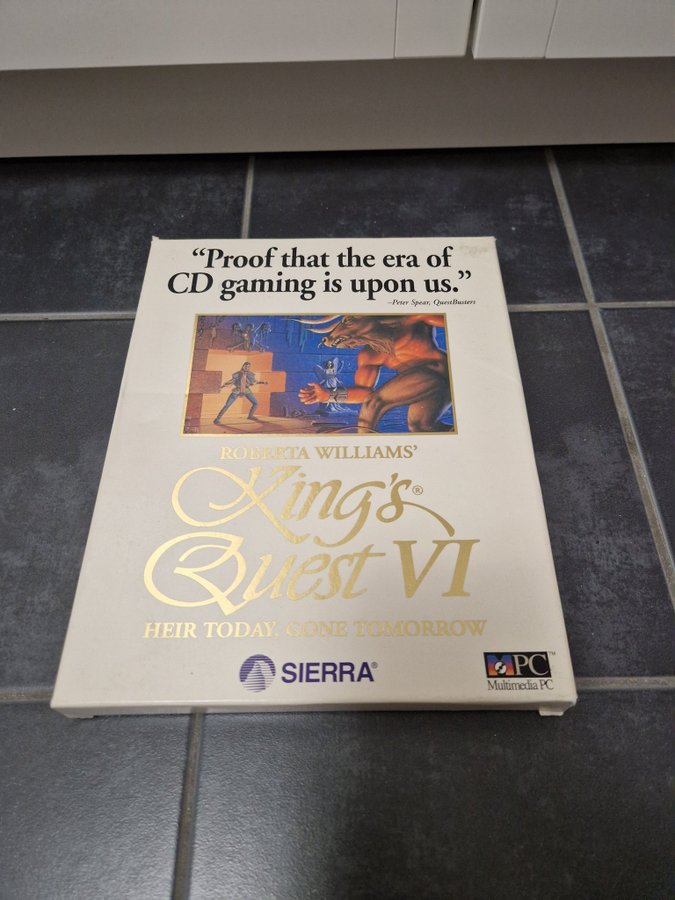 “Proof that the era of
CD gaming is upon us.”
–Peter Spear, QuestBusters
ROBERTA WILLIAMS’
King's®
Quest VI
HEIR TODAY, GONE TOMORROW
SIERRA®
MPC™
Multimedia PC